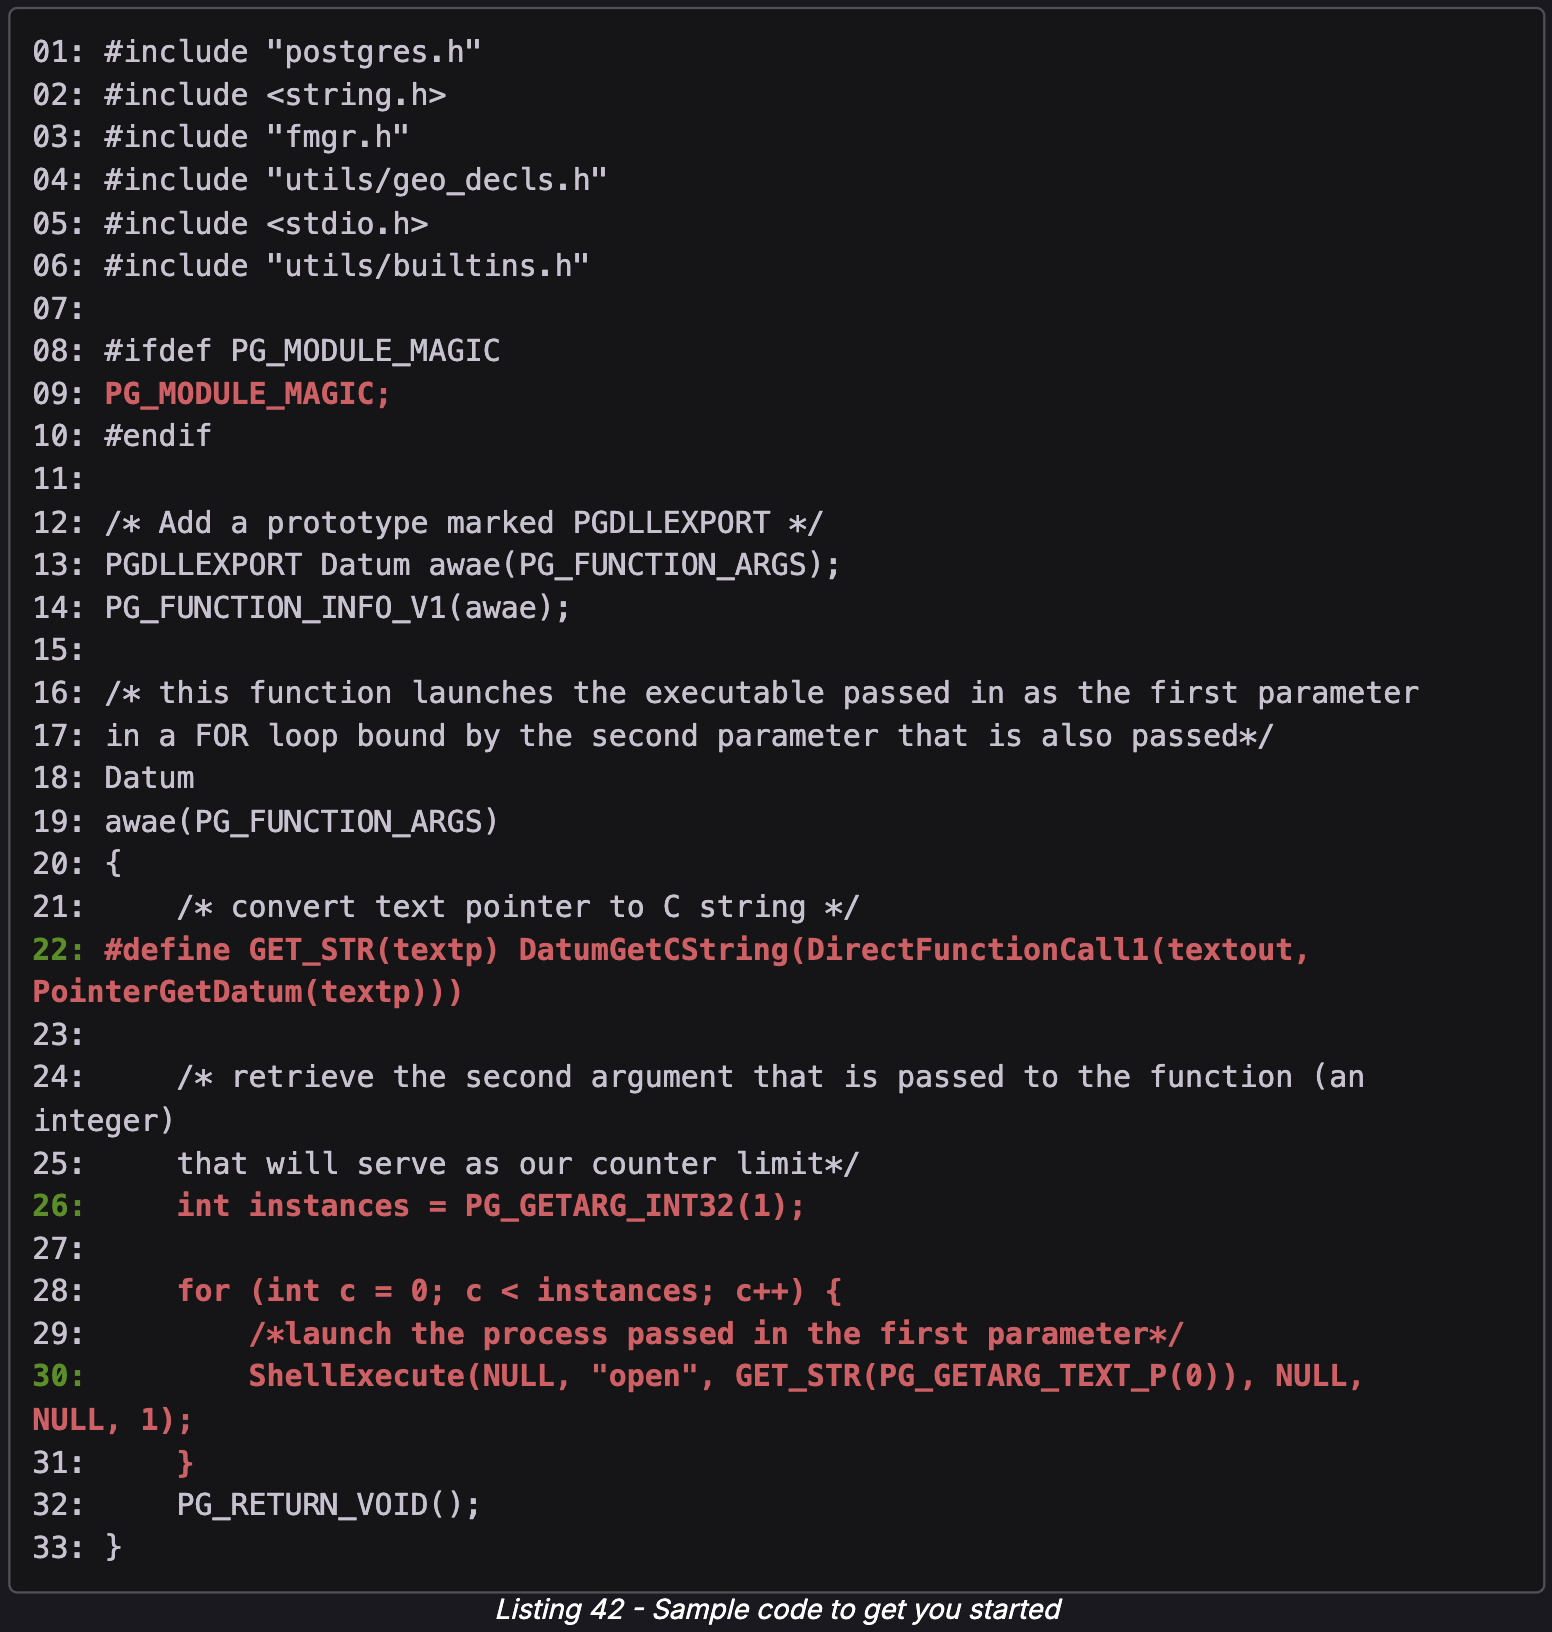 01: #include "postgres.h"
02: #include <string.h>
03: #include "fmgr.h"
04: #include "utils/geo_decls.h"
05: #include <stdio.h>
06: #include "utils/builtins.h"
07:
08: #ifdef PG_MODULE_MAGIC
09: PG_MODULE_MAGIC;
10: #endif
11:
12: /* Add a prototype marked PGDLLEXPORT */
13: PGDLLEXPORT Datum awae(PG_FUNCTION_ARGS);
14: PG_FUNCTION_INFO_V1(awae);
15:
16: /* this function launches the executable passed in as the first parameter
17: in a FOR loop bound by the second parameter that is also passed*/
18: Datum
19: awae(PG_FUNCTION_ARGS)
20: {
21:     /* convert text pointer to C string */
22: #define GET_STR(textp) DatumGetCString(DirectFunctionCall1(textout,
PointerGetDatum(textp)))
23:
24:     /* retrieve the second argument that is passed to the function (an
integer)
25:     that will serve as our counter limit*/
26:     int instances = PG_GETARG_INT32(1);
27:
28:     for (int c = 0; c < instances; c++) {
29:         /*launch the process passed in the first parameter*/
30:         ShellExecute(NULL, "open", GET_STR(PG_GETARG_TEXT_P(0)), NULL,
NULL, 1);
31:     }
32:     PG_RETURN_VOID();
33: }
Listing 42 - Sample code to get you started